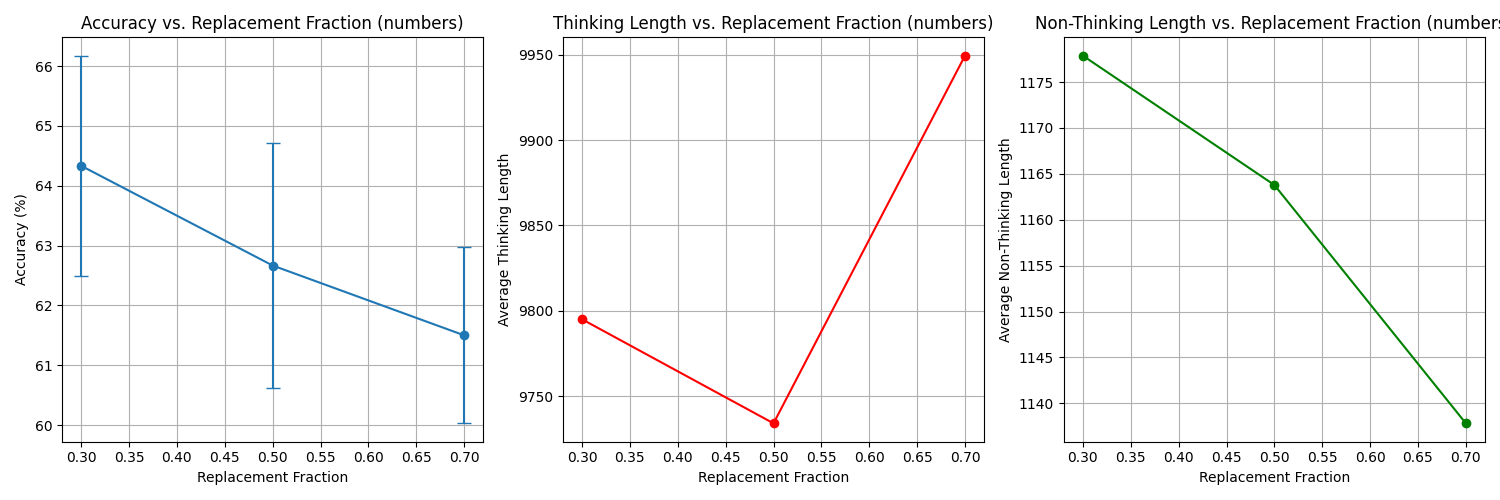 Accuracy vs. Replacement Fraction (numbers)
Accuracy (%)
66
65
64
63
62
61
60
0.30 0.35 0.40 0.45 0.50 0.55 0.60 0.65 0.70
Replacement Fraction
Thinking Length vs. Replacement Fraction (numbers)
Average Thinking Length
9950
9900
9850
9800
9750
0.30 0.35 0.40 0.45 0.50 0.55 0.60 0.65 0.70
Replacement Fraction
Non-Thinking Length vs. Replacement Fraction (numbers
Average Non-Thinking Length
1175
1170
1165
1160
1155
1150
1145
1140
0.30 0.35 0.40 0.45 0.50 0.55 0.60 0.65 0.70
Replacement Fraction